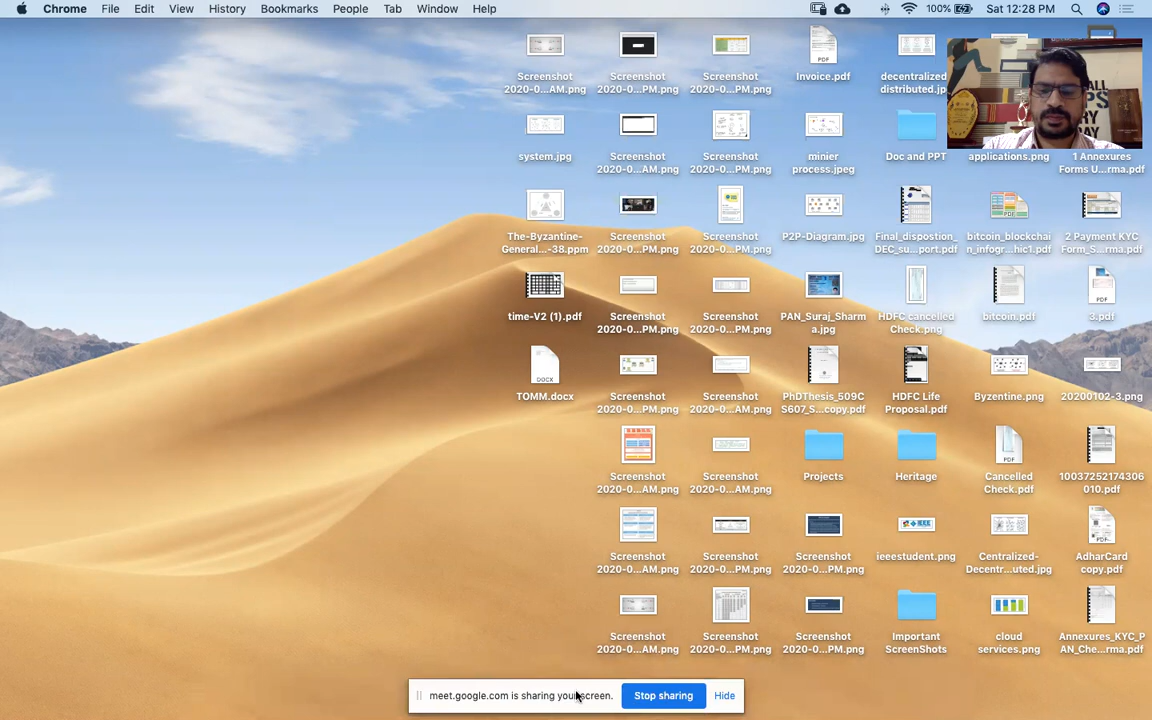 Chrome File Edit View History Bookmarks People Tab Window Help 100% Sat 12:28 PM
Screenshot
2020-0...AM.png
Screenshot
2020-0...PM.png
Screenshot
2020-0...PM.png
PDF
Invoice.pdf
decentralized
distributed.jp
system.jpg
Screenshot
2020-0...AM.png
Screenshot
2020-0...PM.png
minier
process.jpeg
Doc and PPT
applications.png
1 Annexures
Forms U...rma.pdf
The-Byzantine-
General...-38.ppm
Screenshot
2020-0...PM.png
Screenshot
2020-0...PM.png
P2P-Diagram.jpg
Final_dispostion_
DEC_su...port.pdf
bitcoin_blockchai
n_infogr...hic1.pdf
2 Payment KYC
Form_S...rma.pdf
time-V2 (1).pdf
Screenshot
2020-0...PM.png
Screenshot
2020-0...PM.png
PAN_Suraj_Sharm
a.jpg
HDFC cancelled
Check.png
bitcoin.pdf
PDF
3.pdf
DOCX
TOMM.docx
Screenshot
2020-0...PM.png
Screenshot
2020-0...AM.png
PhDThesis_509C
S607_S...copy.pdf
HDFC Life
Proposal.pdf
Byzentine.png
20200102-3.png
Screenshot
2020-0...AM.png
Screenshot
2020-0...AM.png
Projects
Heritage
PDF
Cancelled
Check.pdf
10037252174306
010.pdf
Screenshot
2020-0...AM.png
Screenshot
2020-0...PM.png
Screenshot
2020-0...PM.png
IEEE
ieeestudent.png
Centralized-
Decentr...uted.jpg
PDF
AdharCard
copy.pdf
Screenshot
2020-0...AM.png
Screenshot
2020-0...PM.png
Screenshot
2020-0...PM.png
Important
ScreenShots
cloud
services.png
Annexures_KYC_P
AN_Che...rma.pdf
meet.google.com is sharing your screen. Stop sharing Hide